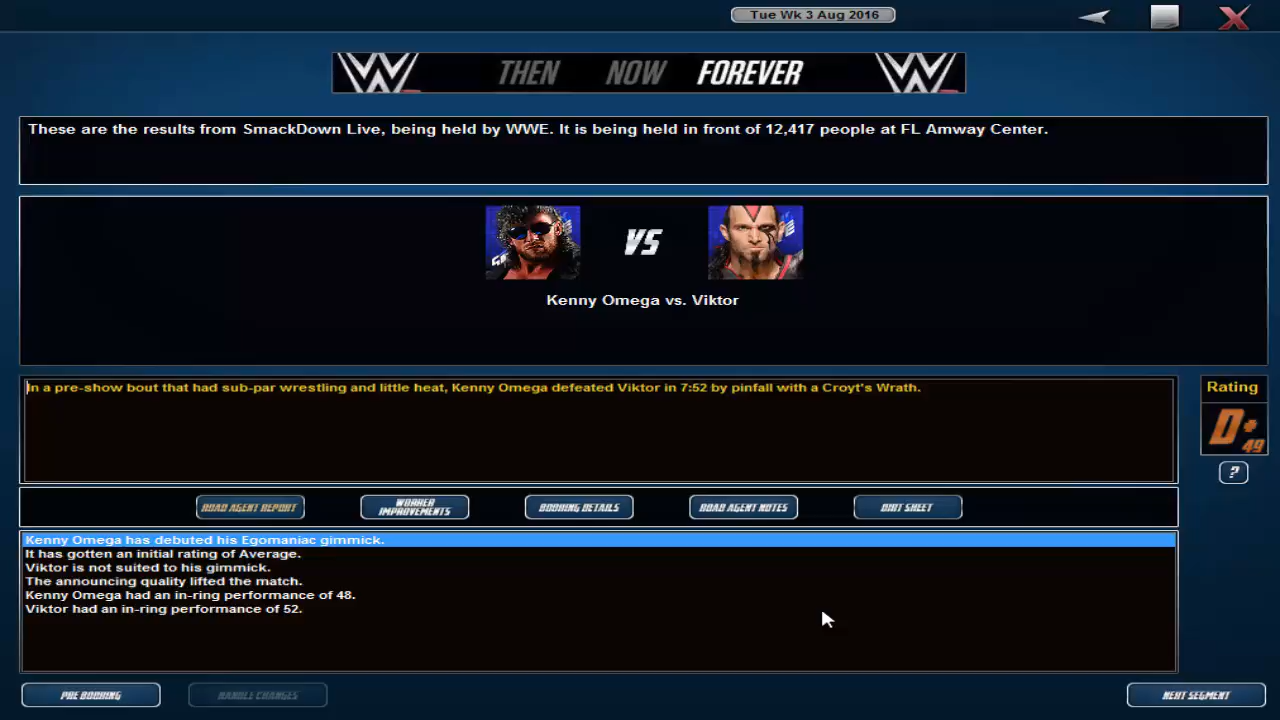 Tue Wk 3 Aug 2016
THEN NOW FOREVER
These are the results from SmackDown Live, being held by WWE. It is being held in front of 12,417 people at FL Amway Center.
VS
Kenny Omega vs. Viktor
In a pre-show bout that had sub-par wrestling and little heat, Kenny Omega defeated Viktor in 7:52 by pinfall with a Croyt's Wrath.
Rating
D+
49
?
ROAD AGENT REPORT
WORKER IMPROVEMENTS
BOOKING DETAILS
ROAD AGENT NOTES
DIRT SHEET
Kenny Omega has debuted his Egomaniac gimmick.
It has gotten an initial rating of Average.
Viktor is not suited to his gimmick.
The announcing quality lifted the match.
Kenny Omega had an in-ring performance of 48.
Viktor had an in-ring performance of 52.
PRE BOOKING
HANDLE CHANGES
NEXT SEGMENT